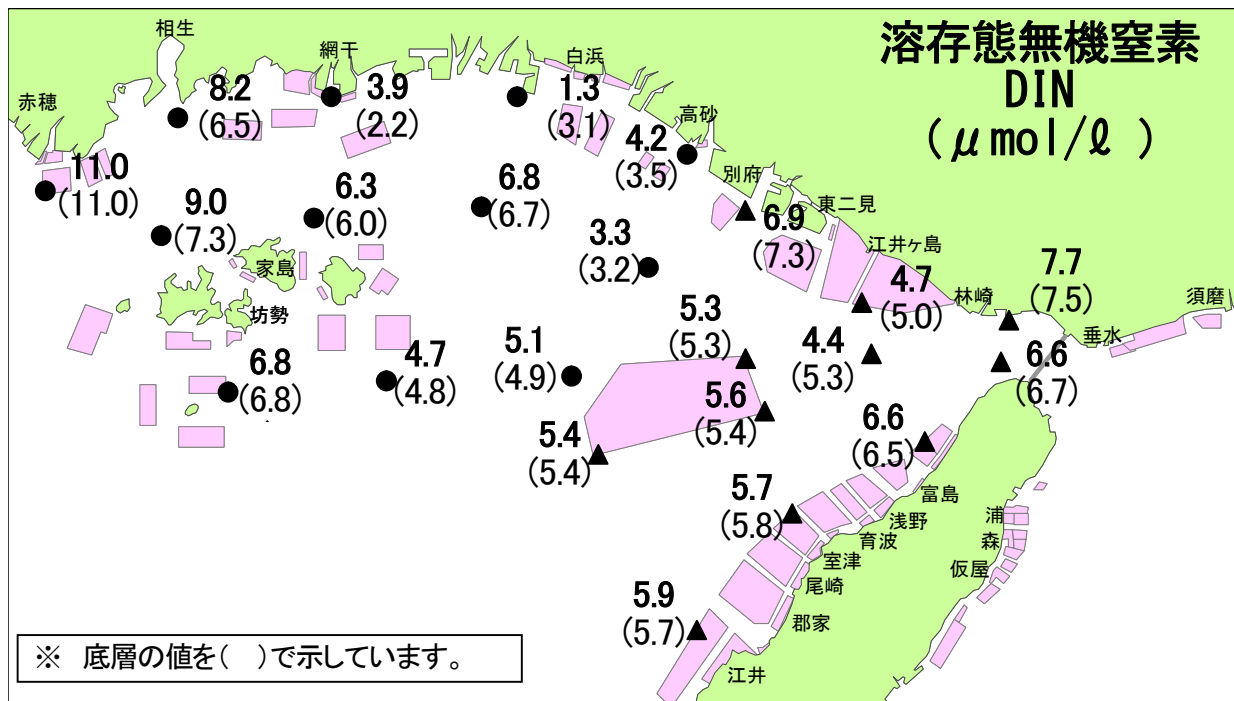 溶存態無機窒素
DIN
(μmol/ℓ )
相生
網干
白浜
赤穂
8.2
(6.5)
3.9
(2.2)
1.3
(3.1)
高砂
4.2
(3.5)
11.0
(11.0)
9.0
(7.3)
6.3
(6.0)
6.8
(6.7)
別府
6.9
(7.3)
東二見
3.3
(3.2)
江井ヶ島
4.7
(5.0)
林崎
7.7
(7.5)
須磨
垂水
家島
坊勢
5.3
(5.3)
4.4
(5.3)
6.6
(6.7)
6.8
(6.8)
4.7
(4.8)
5.1
(4.9)
5.6
(5.4)
5.4
(5.4)
6.6
(6.5)
富島
5.7
(5.8)
浅野
育波
室津
尾崎
浦
森
仮屋
5.9
(5.7)
郡家
江井
※ 底層の値を( )で示しています。